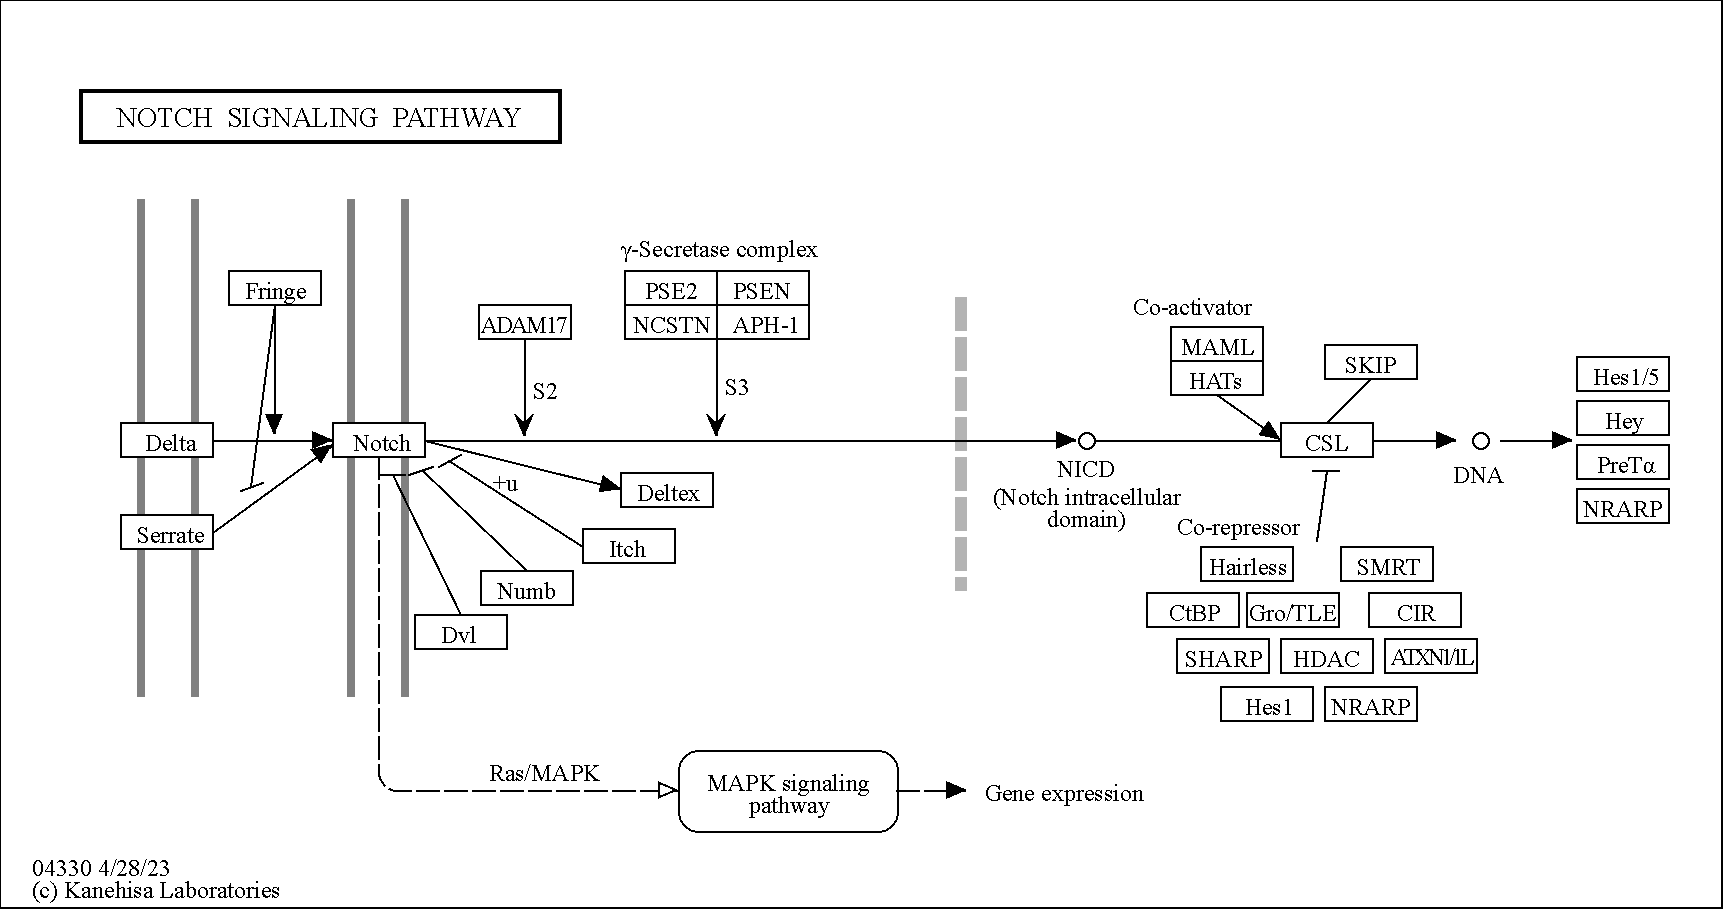 NOTCH SIGNALING PATHWAY
γ-Secretase complex
Fringe
PSE2
PSEN
ADAM17
NCSTN
APH-1
Co-activator
MAML
HATs
SKIP
S2
S3
Hes1/5
Hey
Delta
Notch
CSL
NICD
(Notch intracellular
domain)
DNA
PreTα
NRARP
+u
Deltex
Serrate
Itch
Numb
Dvl
Co-repressor
Hairless
SMRT
CtBP
Gro/TLE
CIR
SHARP
HDAC
ATXN1/1L
Hes1
NRARP
Ras/MAPK
MAPK signaling
pathway
Gene expression
04330 4/28/23
(c) Kanehisa Laboratories